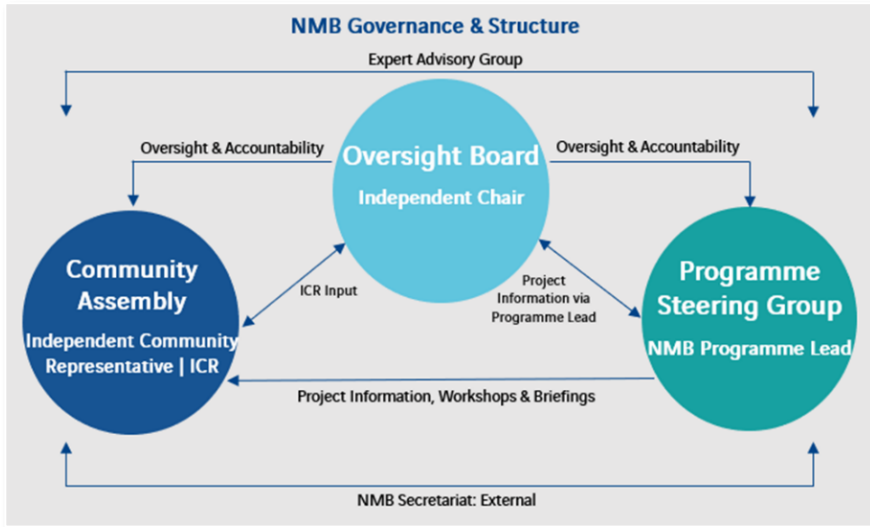 NMB Governance & Structure
Expert Advisory Group
Oversight & Accountability
Oversight & Accountability
Oversight Board
Independent Chair
Community
Assembly
Independent Community
Representative | ICR
ICR Input
Project
Information via
Programme Lead
Programme
Steering Group
NMB Programme Lead
Project Information, Workshops & Briefings
NMB Secretariat: External